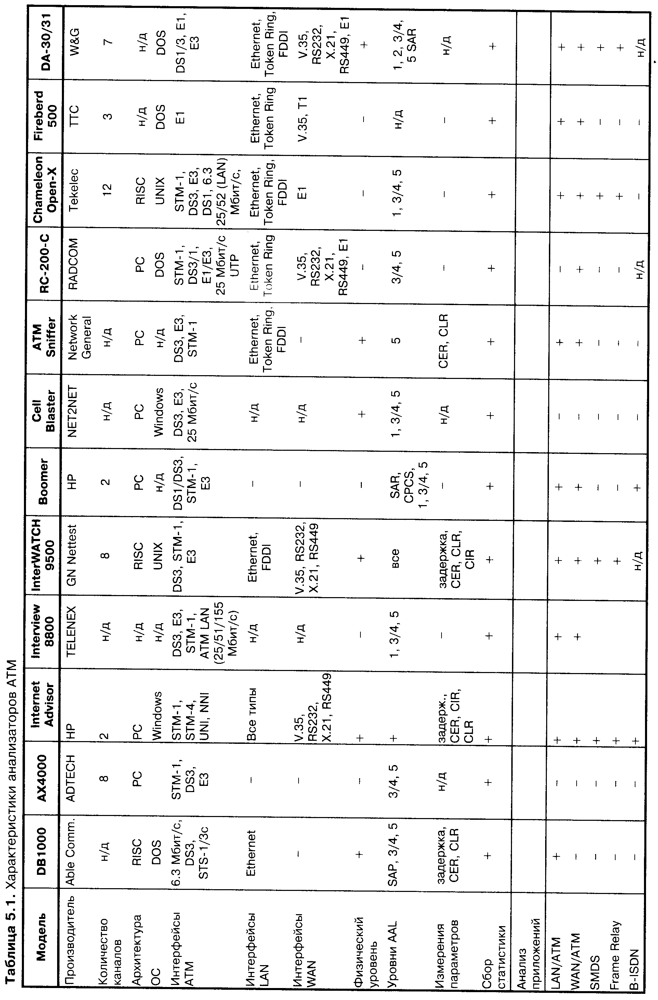 Таблица 5.1. Характеристики анализаторов АТМ
Модель DB1000 AX4000 Internet Advisor Interview 8800 InterWATCH 9500 Boomer Cell Blaster ATM Sniffer RC-200-C Chameleon Open-X Fireberd 500 DA-30/31
Производитель Able Comm. ADTECH HP TELENEX GN Nettest HP NET2NET Network General RADCOM Tekelec TTC W&G
Количество каналов н/д 8 2 н/д 8 2 н/д н/д 12 3 7
Архитектура RISC PC PC н/д RISC PC PC PC PC RISC н/д н/д
ОС DOS Windows н/д UNIX н/д Windows н/д DOS UNIX DOS DOS
Интерфейсы АТМ 6.3 Мбит/с, DS3, STS-1/3c STM-1, DS3, E3 STM-1, STM-4, UNI, NNI DS3, E3, STM-1, ATM LAN (25/51/155 Мбит/с) DS3, STM-1, E3 DS1/DS3, STM-1, E3 DS3, E3, 25 Мбит/с DS3, E3, STM-1 STM-1, DS3/1, E1/E3, 25 Мбит/с UTP STM-1, DS3, E3, DS1, 6.3 25/52 (LAN) Мбит/с, E1 DS1/3, E1, E3
Интерфейсы LAN Ethernet – Все типы н/д Ethernet, FDDI – н/д Ethernet, Token Ring, FDDI Ethernet, Token Ring Ethernet, Token Ring, FDDI Ethernet, Token Ring Ethernet, Token Ring, FDDI
Интерфейсы WAN – – V.35, RS232, X.21, RS449 н/д V.35, RS232, X.21, RS449 – н/д – V.35, RS232, X.21, RS449, E1 E1 V.35, T1 V.35, RS232, X.21, RS449, E1
Физический уровень + – + – + – + + – – – +
Уровни AAL SAP, 3/4, 5 3/4, 5 + 1, 3/4, 5 все SAR, CPCS, 1, 3/4, 5 1, 3/4, 5 5 3/4, 5 1, 3/4, 5 н/д 1, 2, 3/4, 5 SAR
Измерения параметров задержка, CER, CLR н/д задерж., CER, CIR, CLR – задержка, CER, CLR, CIR – н/д CER, CLR – – – н/д
Сбор статистики + + + + + + + + + + + +
Анализ приложений
LAN/ATM + – + + + + – + – + + +
WAN/ATM – – + + + + – + + + + +
SMDS – – + + – – – – + – +
Frame Relay – – + + – – – – + – +
B-ISDN – – + н/д + – – н/д – – н/д